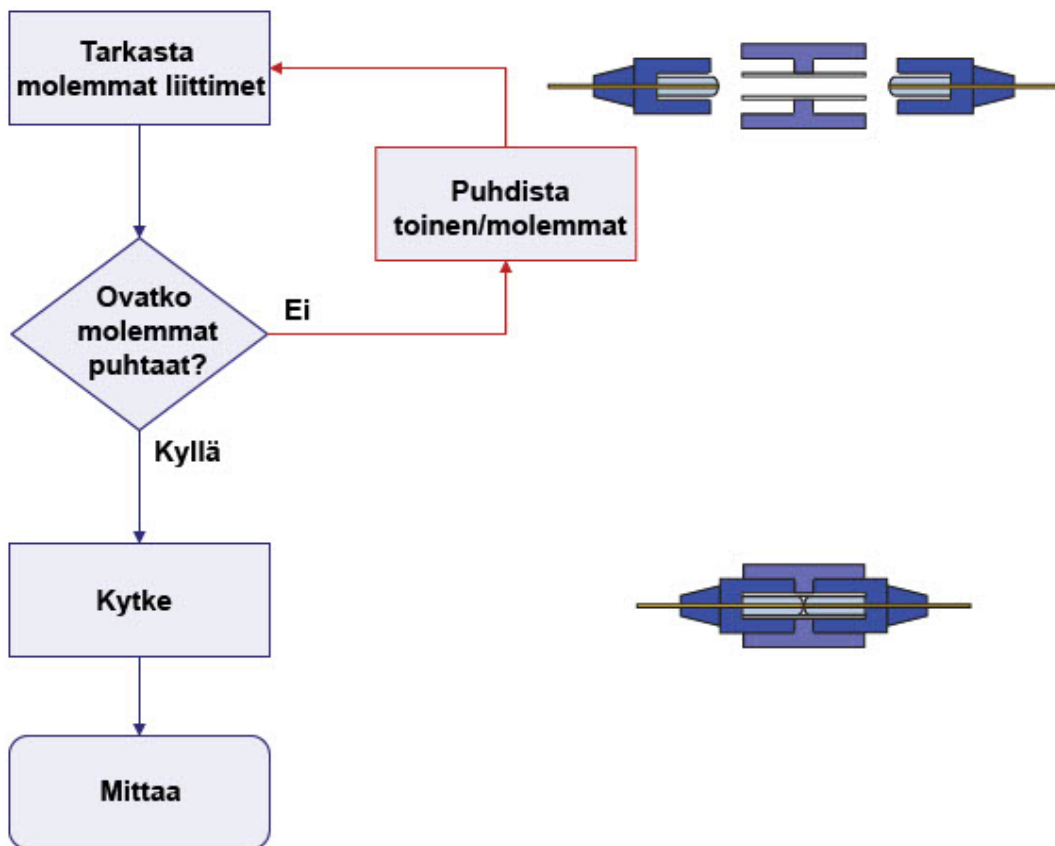 Tarkasta
molemmat liittimet
Puhdista
toinen/molemmat
Ovatko
molemmat
puhtaat?
Ei
Kyllä
Kytke
Mittaa